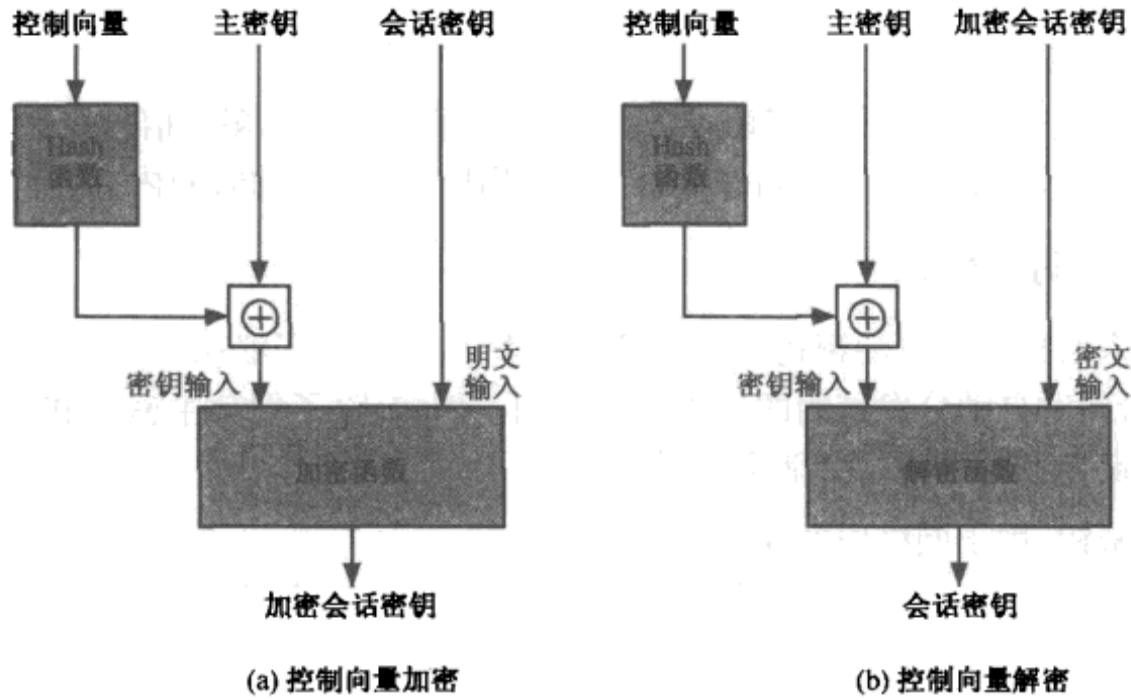 控制向量 主密钥 会话密钥
Hash
函数
密钥输入
明文
输入
加密函数
加密会话密钥
(a) 控制向量加密
控制向量 主密钥 加密会话密钥
Hash
函数
密钥输入
密文
输入
解密函数
会话密钥
(b) 控制向量解密